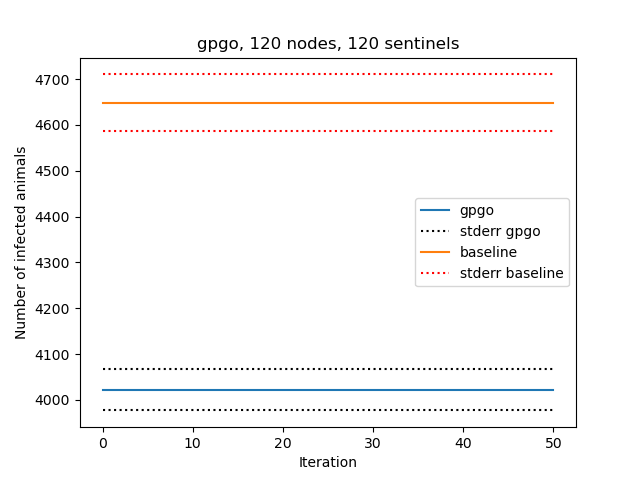 gpgo, 120 nodes, 120 sentinels
Number of infected animals
4700
4600
4500
4400
4300
4200
4100
4000
gpgo
stderr gpgo
baseline
stderr baseline
0 10 20 30 40 50
Iteration